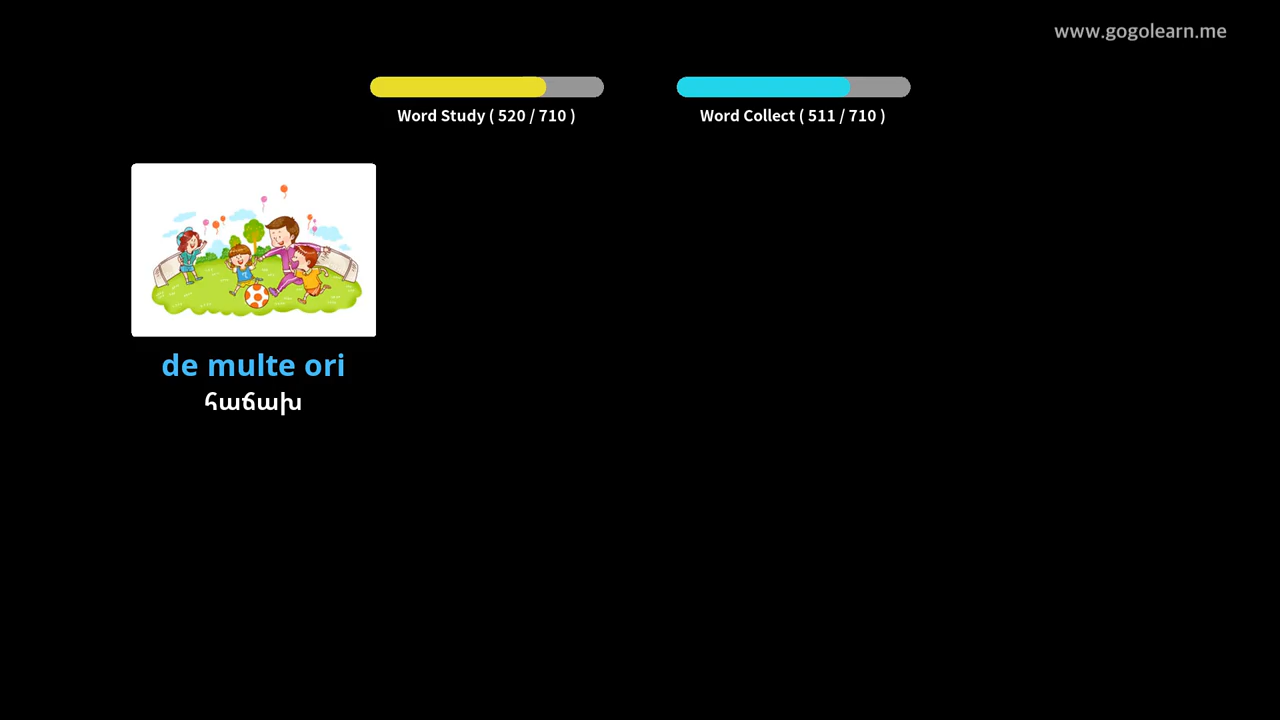 www.gogolearn.me
Word Study ( 520 / 710 )
Word Collect ( 511 / 710 )
de multe ori
հաճախ